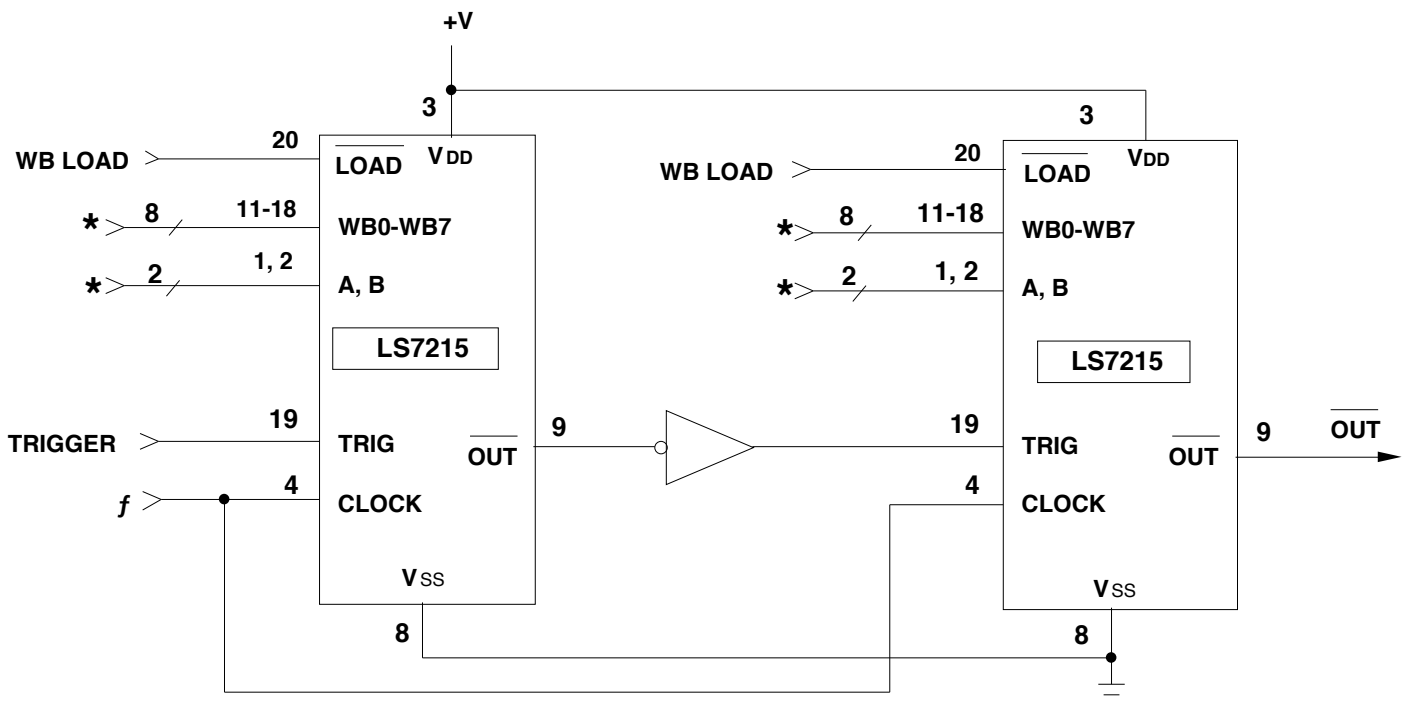 +V
3
20
WB LOAD
LOAD
VDD
* 8
11-18
WB0-WB7
* 2
1, 2
A, B
LS7215
TRIGGER
19
TRIG
9
OUT
f
4
CLOCK
VSS
8
3
WB LOAD
20
LOAD
VDD
* 8
11-18
WB0-WB7
* 2
1, 2
A, B
LS7215
19
TRIG
9
OUT
OUT
4
CLOCK
VSS
8